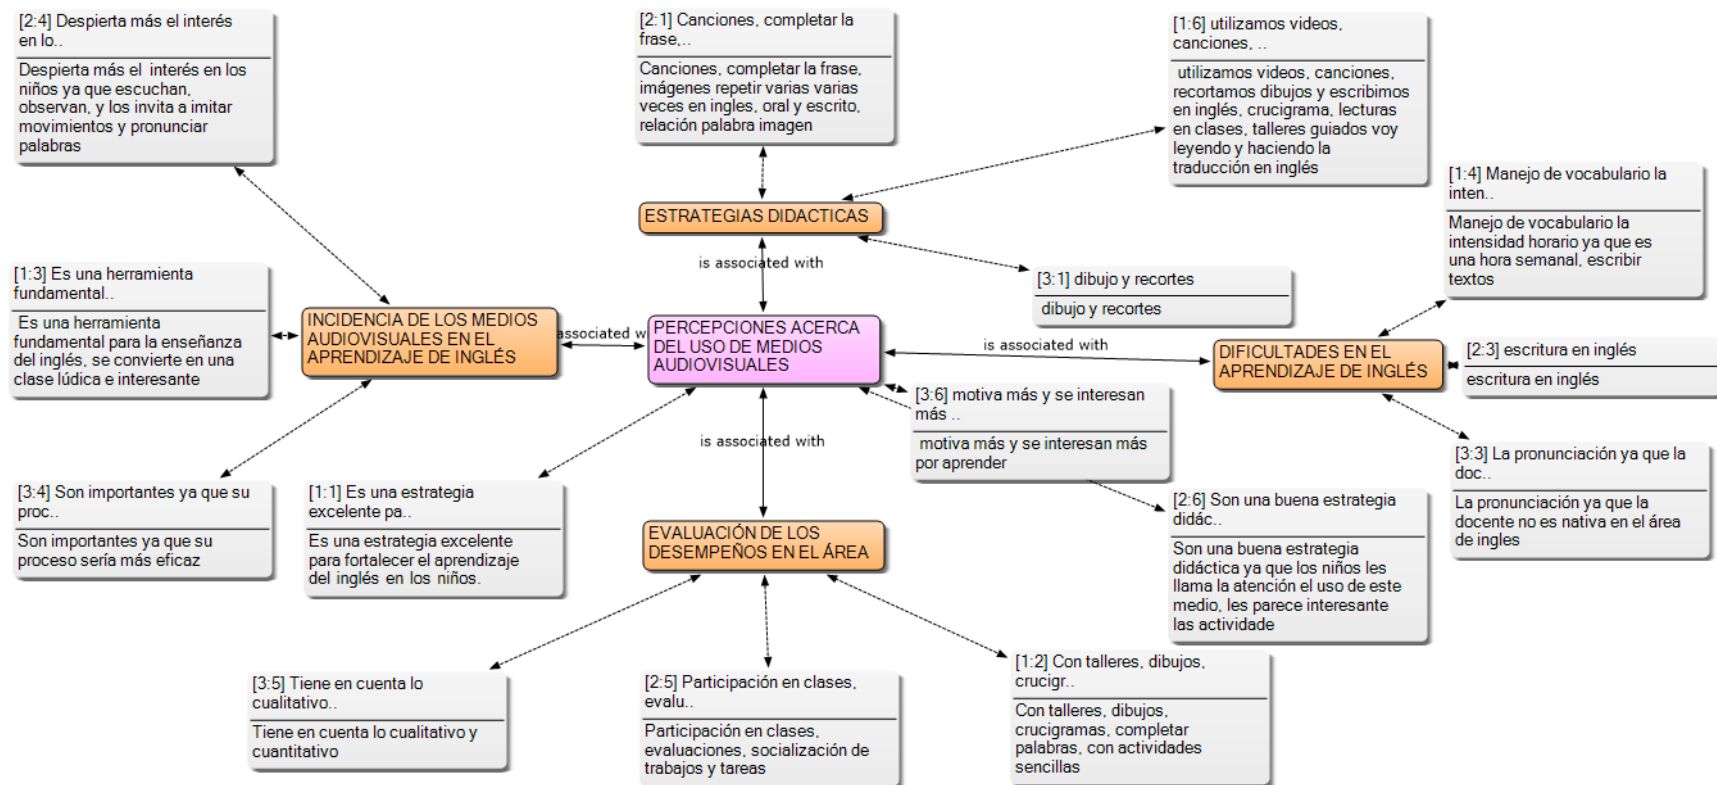 [2:4] Despierta más el interés
en lo..
Despierta más el interés en los
niños ya que escuchan,
observan, y los invita a imitar
movimientos y pronunciar
palabras
[2:1] Canciones, completar la
frase,..
Canciones, completar la frase,
imágenes repetir varias varias
veces en ingles, oral y escrito,
relación palabra imagen
[1:6] utilizamos videos,
canciones, ..
utilizamos videos, canciones,
recortamos dibujos y escribimos
en inglés, crucigrama, lecturas
en clases, talleres guiados voy
leyendo y haciendo la
traducción en inglés
[1:4] Manejo de vocabulario la
inten..
Manejo de vocabulario la
intensidad horario ya que es
una hora semanal, escribir
textos
ESTRATEGIAS DIDACTICAS
is associated with
[3:1] dibujo y recortes
dibujo y recortes
[1:3] Es una herramienta
fundamental..
Es una herramienta
fundamental para la enseñanza
del inglés, se convierte en una
clase lúdica e interesante
INCIDENCIA DE LOS MEDIOS
AUDIOVISUALES EN EL
APRENDIZAJE DE INGLÉS
associated w
PERCEPCIONES ACERCA
DEL USO DE MEDIOS
AUDIOVISUALES
is associated with
DIFICULTADES EN EL
APRENDIZAJE DE INGLÉS
[2:3] escritura en inglés
escritura en inglés
[3:6] motiva más y se interesan
más ..
motiva más y se interesan más
por aprender
is associated with
[3:4] Son importantes ya que su
proc..
Son importantes ya que su
proceso sería más eficaz
[1:1] Es una estrategia
excelente pa..
Es una estrategia excelente
para fortalecer el aprendizaje
del inglés en los niños.
[3:3] La pronunciación ya que la
doc..
La pronunciación ya que la
docente no es nativa en el área
de ingles
[2:6] Son una buena estrategia
didác..
Son una buena estrategia
didáctica ya que los niños les
llama la atención el uso de este
medio, les parece interesante
las actividade
EVALUACIÓN DE LOS
DESEMPEÑOS EN EL ÁREA
[3:5] Tiene en cuenta lo
cualitativo..
Tiene en cuenta lo cualitativo y
cuantitativo
[2:5] Participación en clases,
evalu..
Participación en clases,
evaluaciones, socialización de
trabajos y tareas
[1:2] Con talleres, dibujos,
crucigr..
Con talleres, dibujos,
crucigramas, completar
palabras, con actividades
sencillas